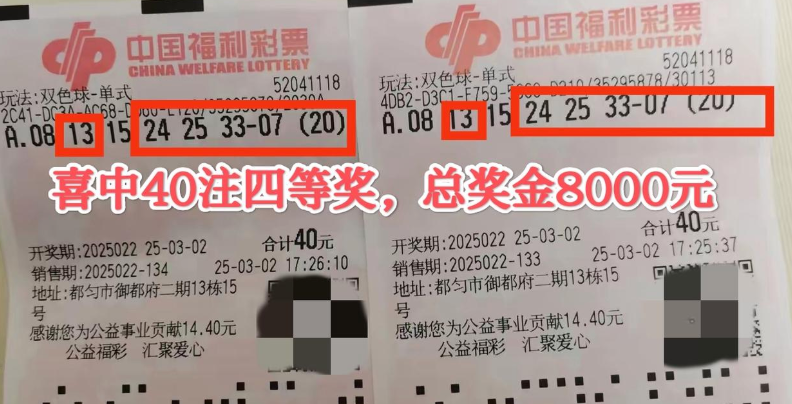 中国福利彩票
CHINA WELFARE LOTTERY
52041118
玩法:双色球-单式
A.08 13 15 24 25 33-07 (20)
喜中40注四等奖，总奖金8000元
开奖期:2025022 25-03-02 合计40元
销售期:2025022-134 25-03-02 17:26:10
地址:都匀市御都府二期13栋15号
感谢您为公益事业贡献14.40元
公益福彩 汇聚爱心
中国福利彩票
CHINA WELFARE LOTTERY
52041118
玩法:双色球-单式
A.08 13 15 24 25 33-07 (20)
开奖期:2025022 25-03-02 合计40元
销售期:2025022-133 25-03-02 17:25:37
地址:都匀市御都府二期13栋15号
感谢您为公益事业贡献14.40元
公益福彩 汇聚爱心